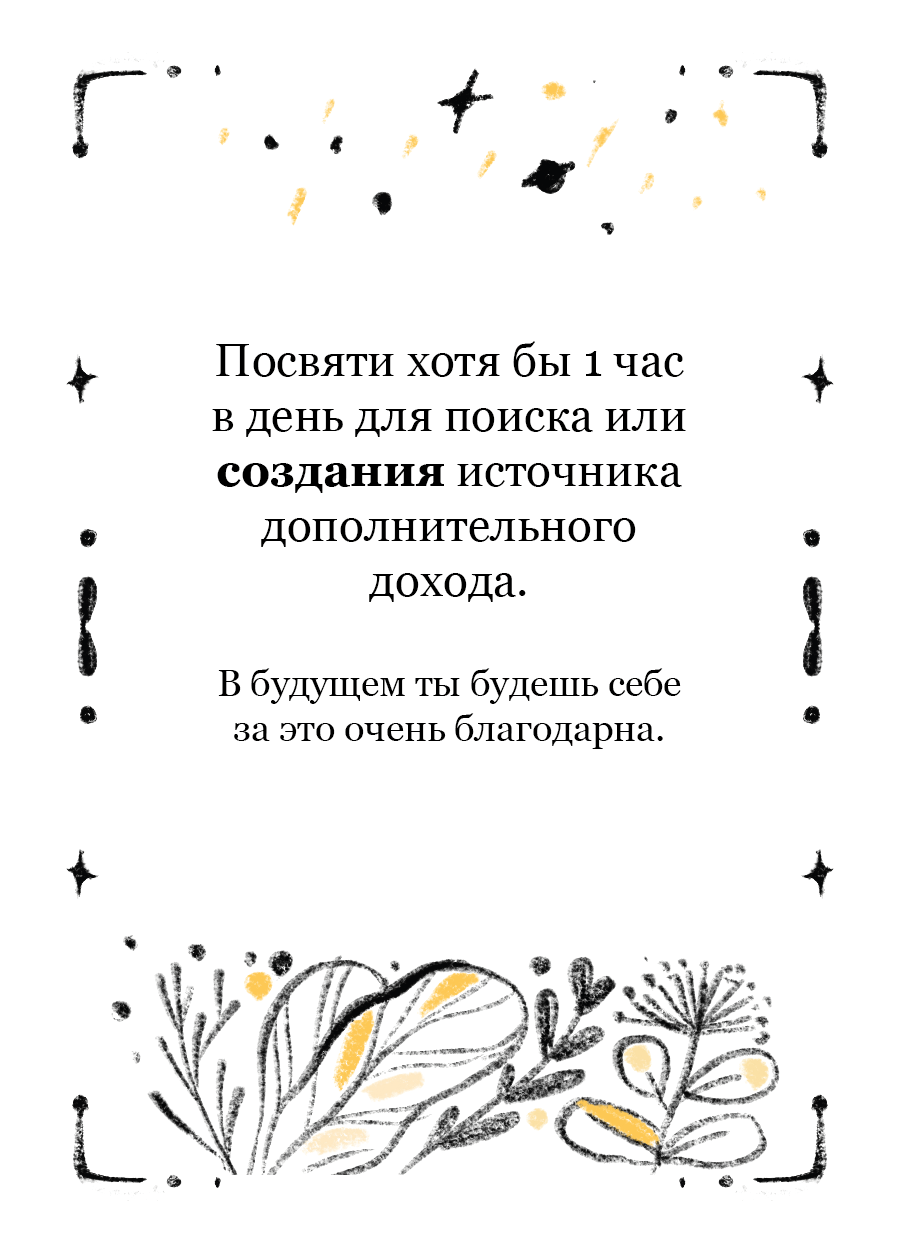 Посвяти хотя бы 1 час
в день для поиска или
создания источника
дополнительного
дохода.
В будущем ты будешь себе
за это очень благодарна.